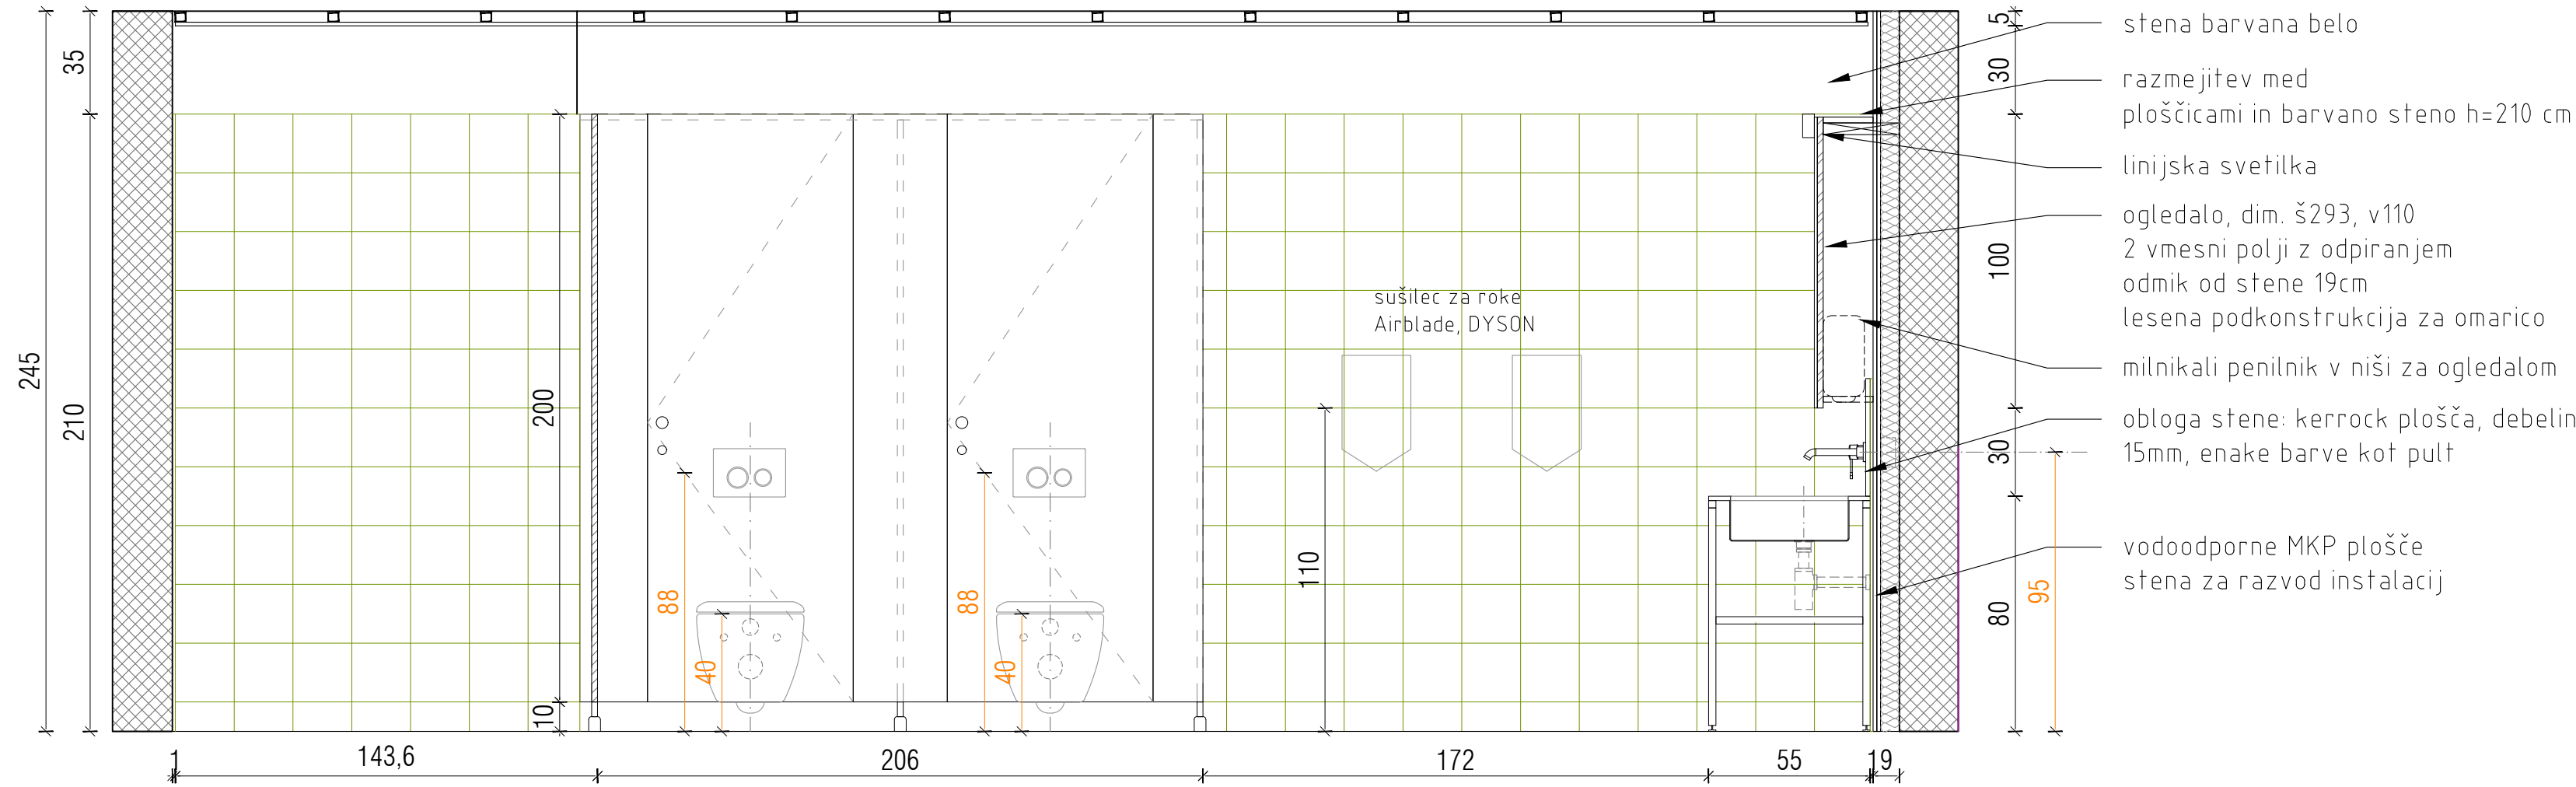 stena barvana belo
razmejitev med
ploščicami in barvano steno h=210 cm
linijska svetilka
ogledalo, dim. š293, v110
2 vmesni polji z odpiranjem
odmik od stene 19cm
lesena podkonstrukcija za omarico
milnikali penilnik v niši za ogledalom
obloga stene: kerrock plošča, debelin
15mm, enake barve kot pult
vodoodporne MKP plošče
stena za razvod instalacij
sušilec za roke
Airblade, DYSON
245
35
210
200
10
88
40
88
40
110
5
30
100
30
80
95
1
143,6
206
172
55
1
9